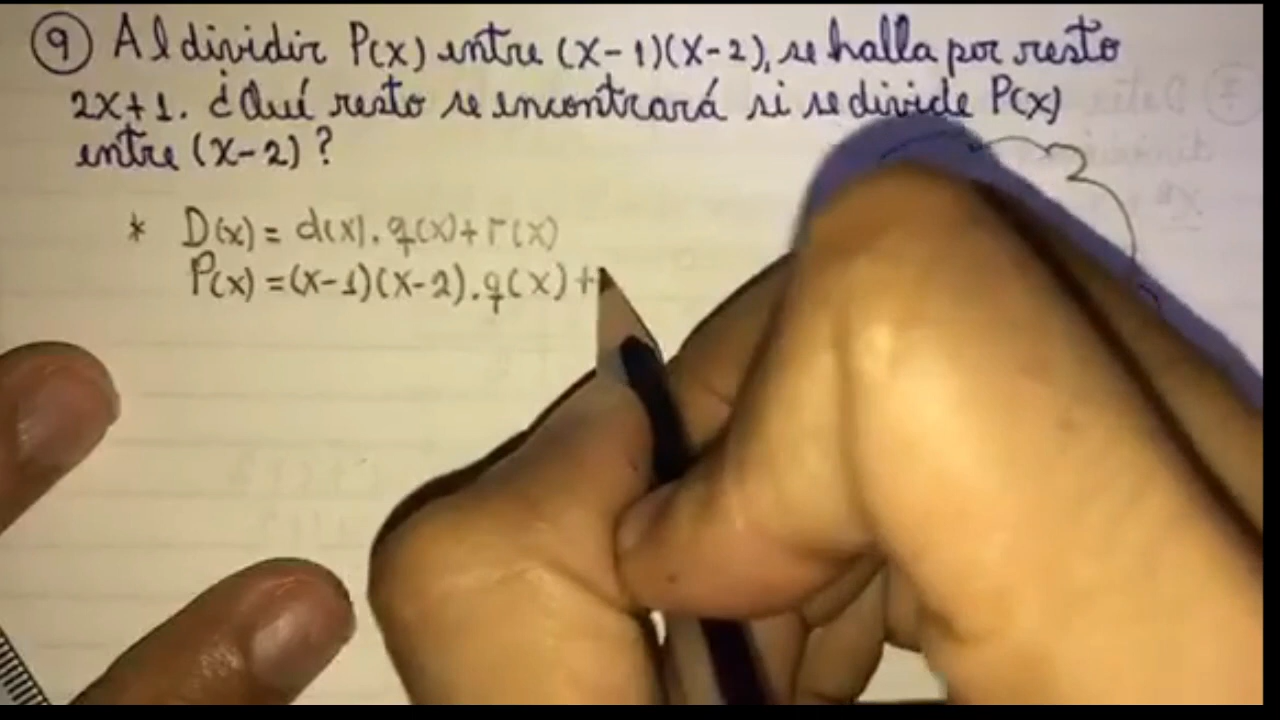 9 Al dividir P(x) entre (x-1)(x-2), se halla por resto
2x+1. ¿Qué resto se encontrará si se divide P(x)
entre (x-2)?
* D(x) = d(x).q(x)+r(x)
P(x) = (x-1)(x-2).q(x)+